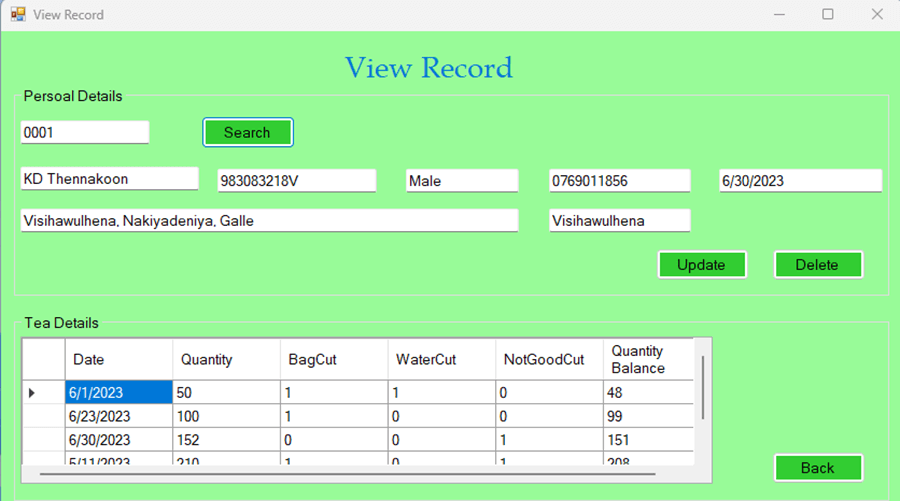 View Record
View Record
Persoal Details
0001 Search
KD Thennakoon 983083218V Male 0769011856 6/30/2023
Visihawulhena, Nakiyadeniya, Galle Visihawulhena
Update Delete
Tea Details
Date Quantity BagCut WaterCut NotGoodCut Quantity Balance
6/1/2023 50 1 1 0 48
6/23/2023 100 1 0 0 99
6/30/2023 152 0 0 1 151
5/11/2023 210 1 0 1 208
Back